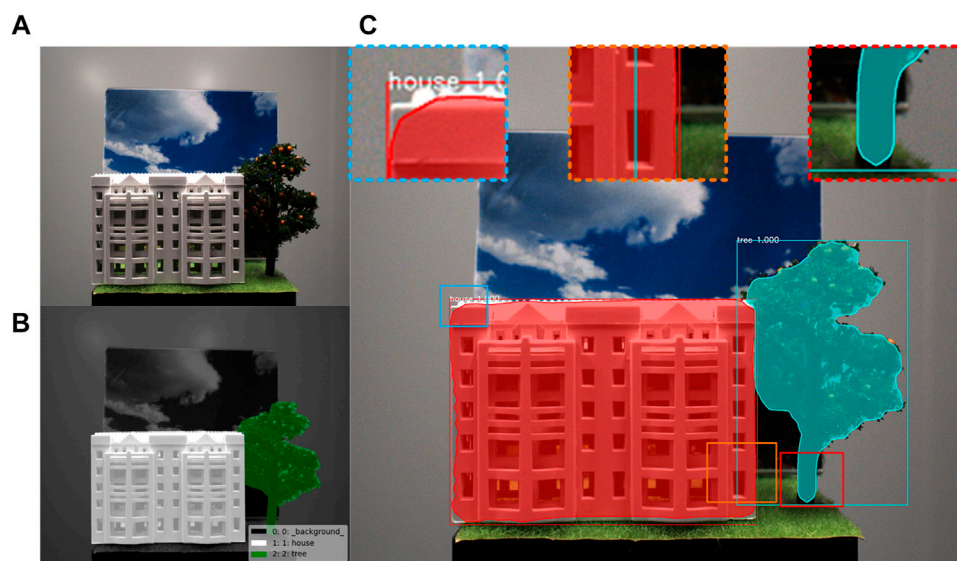 A
C
house 1.0
tree 1.000
house 1.000
B
0: 0: _background_
1: 1: house
2: 2: tree